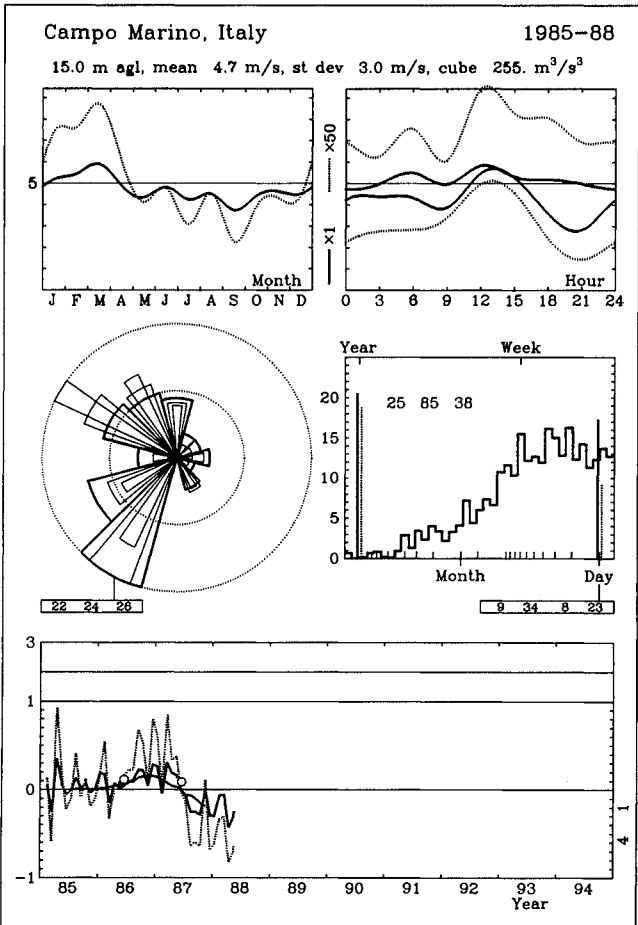 Campo Marino, Italy 1985-88
15.0 m agl, mean 4.7 m/s, st dev 3.0 m/s, cube 255. m³/s³
5
×1 ×50
Month
Hour
J F M A M J J A S O N D
0 3 6 9 12 15 18 21 24
Year Week
20
15
10
5
0
25 85 38
Month Day
22 24 26
9 34 8 23
3
1
0
-1
1
4
85 86 87 88 89 90 91 92 93 94
Year